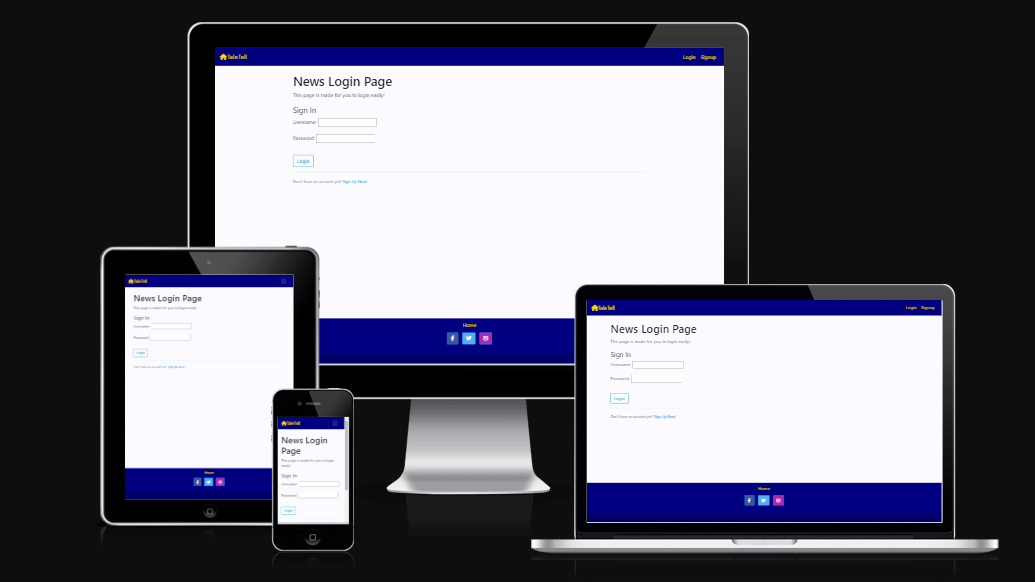 TaleTell
Login Signup
News Login Page
This page is made for you to login easily!
Sign In
Username:
Password:
Login
Don't have an account yet? Sign Up Now!
Home
TaleTell
News Login Page
This page is made for you to login easily!
Sign In
Username:
Password:
Login
Don't have an account yet? Sign Up Now!
Home
TaleTell
News Login
Page
This page is made for you to login
easily!
Sign In
Username:
Password:
Login
TaleTell
Login Signup
News Login Page
This page is made for you to login easily!
Sign In
Username:
Password:
Login
Don't have an account yet? Sign Up Now!
Home